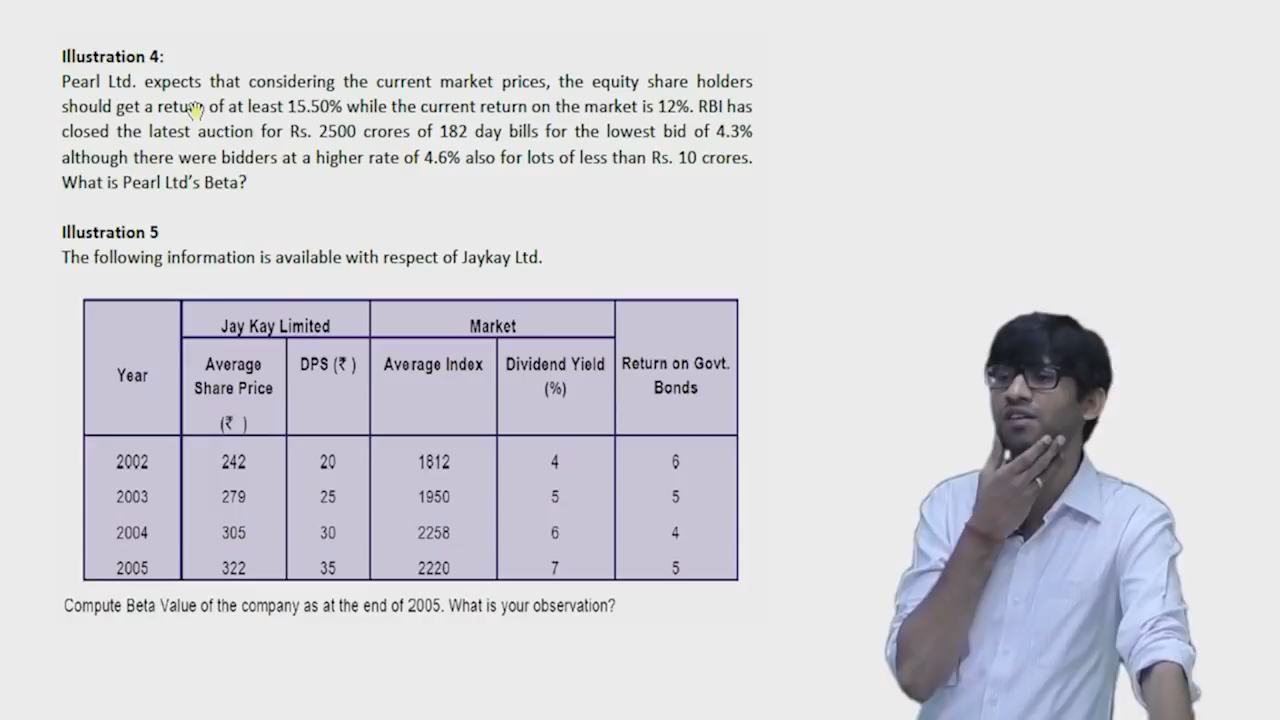 Illustration 4:
Pearl Ltd. expects that considering the current market prices, the equity share holders
should get a return of at least 15.50% while the current return on the market is 12%. RBI has
closed the latest auction for Rs. 2500 crores of 182 day bills for the lowest bid of 4.3%
although there were bidders at a higher rate of 4.6% also for lots of less than Rs. 10 crores.
What is Pearl Ltd's Beta?
Illustration 5
The following information is available with respect of Jaykay Ltd.
Year Jay Kay Limited Market Return on Govt. Bonds
Average Share Price (₹ ) DPS (₹ ) Average Index Dividend Yield (%)
2002 242 20 1812 4 6
2003 279 25 1950 5 5
2004 305 30 2258 6 4
2005 322 35 2220 7 5
Compute Beta Value of the company as at the end of 2005. What is your observation?